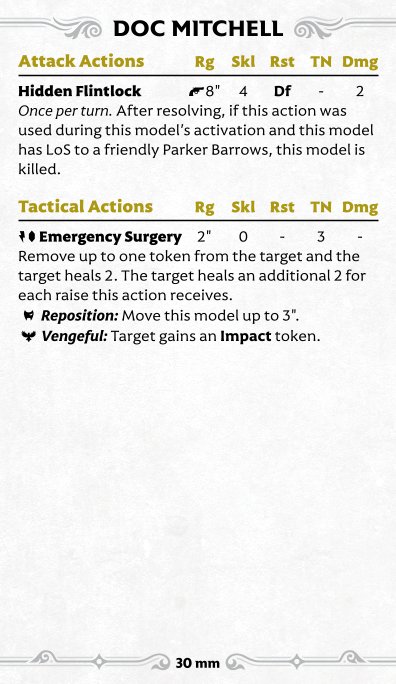 DOC MITCHELL
Attack Actions Rg Skl Rst TN Dmg
Hidden Flintlock 8" 4 Df - 2
Once per turn. After resolving, if this action was
used during this model's activation and this model
has LoS to a friendly Parker Barrows, this model is
killed.
Tactical Actions Rg Skl Rst TN Dmg
Emergency Surgery 2" 0 - 3 -
Remove up to one token from the target and the
target heals 2. The target heals an additional 2 for
each raise this action receives.
Reposition: Move this model up to 3".
Vengeful: Target gains an Impact token.
30 mm